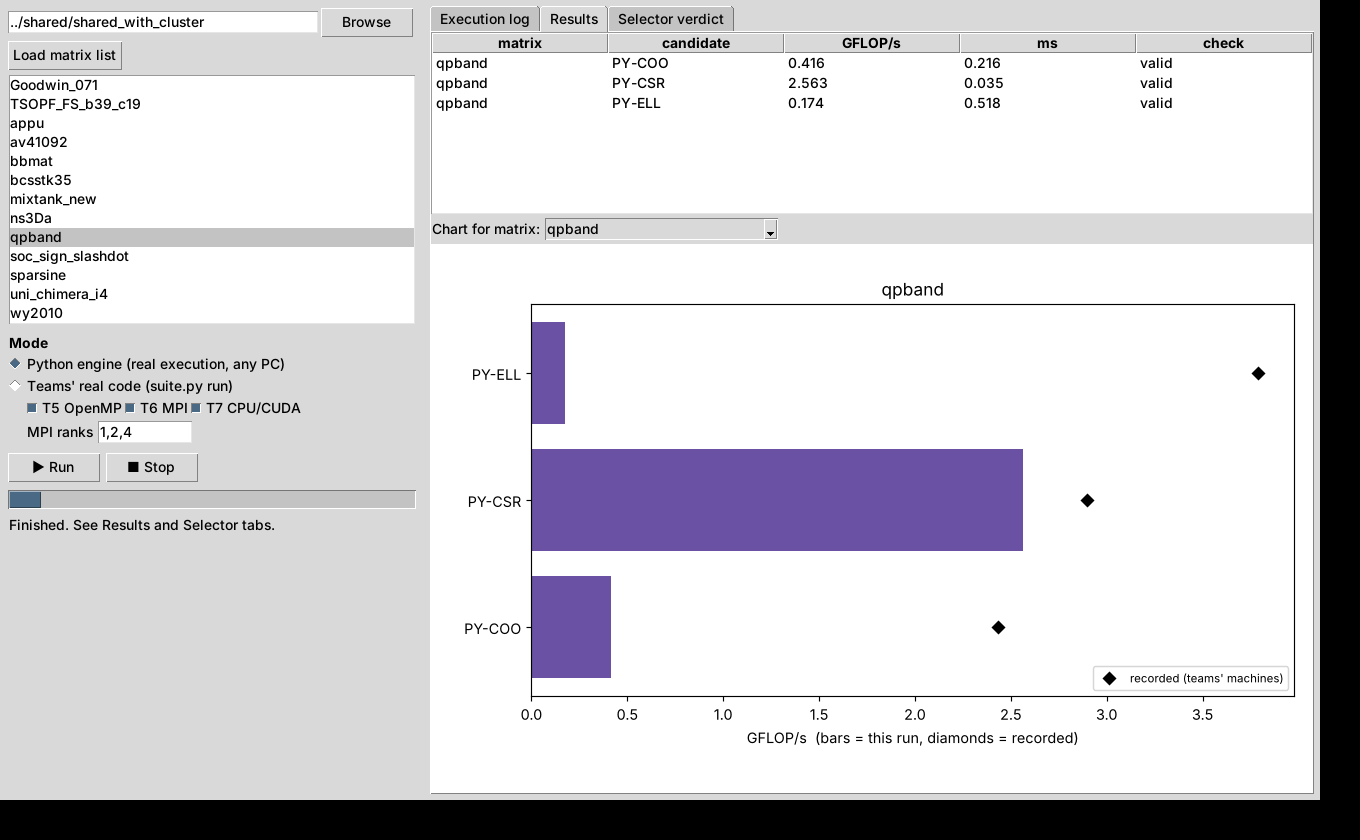 ../shared/shared_with_cluster
Browse
Load matrix list
Goodwin_071
TSOPF_FS_b39_c19
appu
av41092
bbmat
bcsstk35
mixtank_new
ns3Da
qpband
soc_sign_slashdot
sparsine
uni_chimera_i4
wy2010
Mode
Python engine (real execution, any PC)
Teams' real code (suite.py run)
T5 OpenMP T6 MPI T7 CPU/CUDA
MPI ranks 1,2,4
▶ Run ■ Stop
Finished. See Results and Selector tabs.
Execution log Results Selector verdict
matrix candidate GFLOP/s ms check
qpband PY-COO 0.416 0.216 valid
qpband PY-CSR 2.563 0.035 valid
qpband PY-ELL 0.174 0.518 valid
Chart for matrix: qpband
qpband
PY-ELL
PY-CSR
PY-COO
recorded (teams' machines)
0.0 0.5 1.0 1.5 2.0 2.5 3.0 3.5
GFLOP/s (bars = this run, diamonds = recorded)